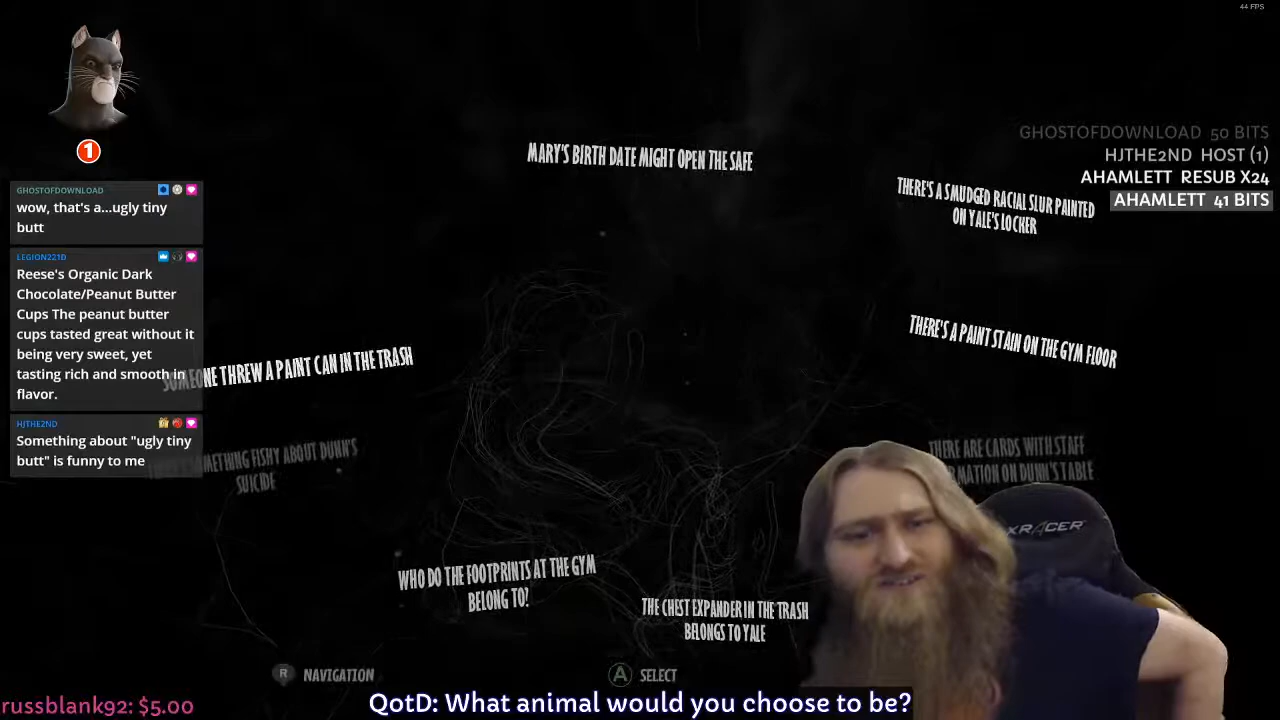 44 FPS
1
GHOSTOFDOWNLOAD 50 BITS
HJTHE2ND HOST (1)
AHAMLETT RESUB X24
AHAMLETT 41 BITS
MARY'S BIRTH DATE MIGHT OPEN THE SAFE
THERE'S A SMUDGED RACIAL SLUR PAINTED
ON YALE'S LOCKER
GHOSTOFDOWNLOAD
wow, that's a...ugly tiny
butt
LEGION221D
Reese's Organic Dark
Chocolate/Peanut Butter
Cups The peanut butter
cups tasted great without it
being very sweet, yet
tasting rich and smooth in
flavor.
SOMEONE THREW A PAINT CAN IN THE TRASH
THERE'S A PAINT STAIN ON THE GYM FLOOR
HJTHE2ND
Something about "ugly tiny
butt" is funny to me
SOMETHING FISHY ABOUT DUNN'S
SUICIDE
THERE ARE CARDS WITH STAFF
ON DUNN'S TABLE
XRACER
WHO DO THE FOOTPRINTS AT THE GYM
BELONG TO?
THE CHEST EXPANDER IN THE TRASH
BELONGS TO YALE
R NAVIGATION
A SELECT
russblank92: $5.00
QotD: What animal would you choose to be?